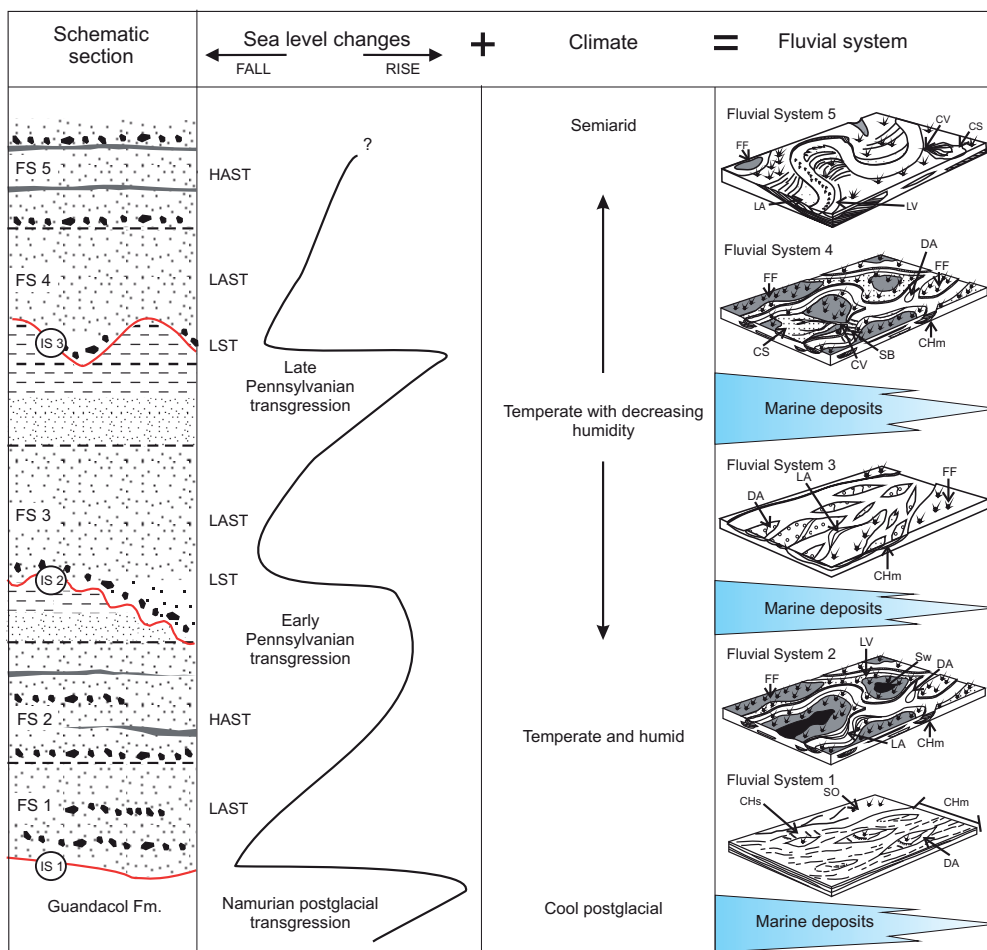 Schematic
section
Sea level changes
FALL
RISE
+
Climate
=
Fluvial system
FS 5
FS 4
IS 3
FS 3
IS 2
FS 2
FS 1
IS 1
Guandacol Fm.
?
HAST
LAST
LST
Late
Pennsylvanian
transgression
LAST
LST
Early
Pennsylvanian
transgression
HAST
LAST
Namurian postglacial
transgression
Semiarid
Temperate with decreasing
humidity
Temperate and humid
Cool postglacial
Fluvial System 5
FF
CV
CS
LA
LV
Fluvial System 4
DA
FF
FF
CS
CV
SB
CHm
Marine deposits
Fluvial System 3
LA
FF
DA
CHm
Marine deposits
Fluvial System 2
LV
Sw
DA
FF
LA
CHm
Fluvial System 1
SO
CHs
CHm
DA
Marine deposits